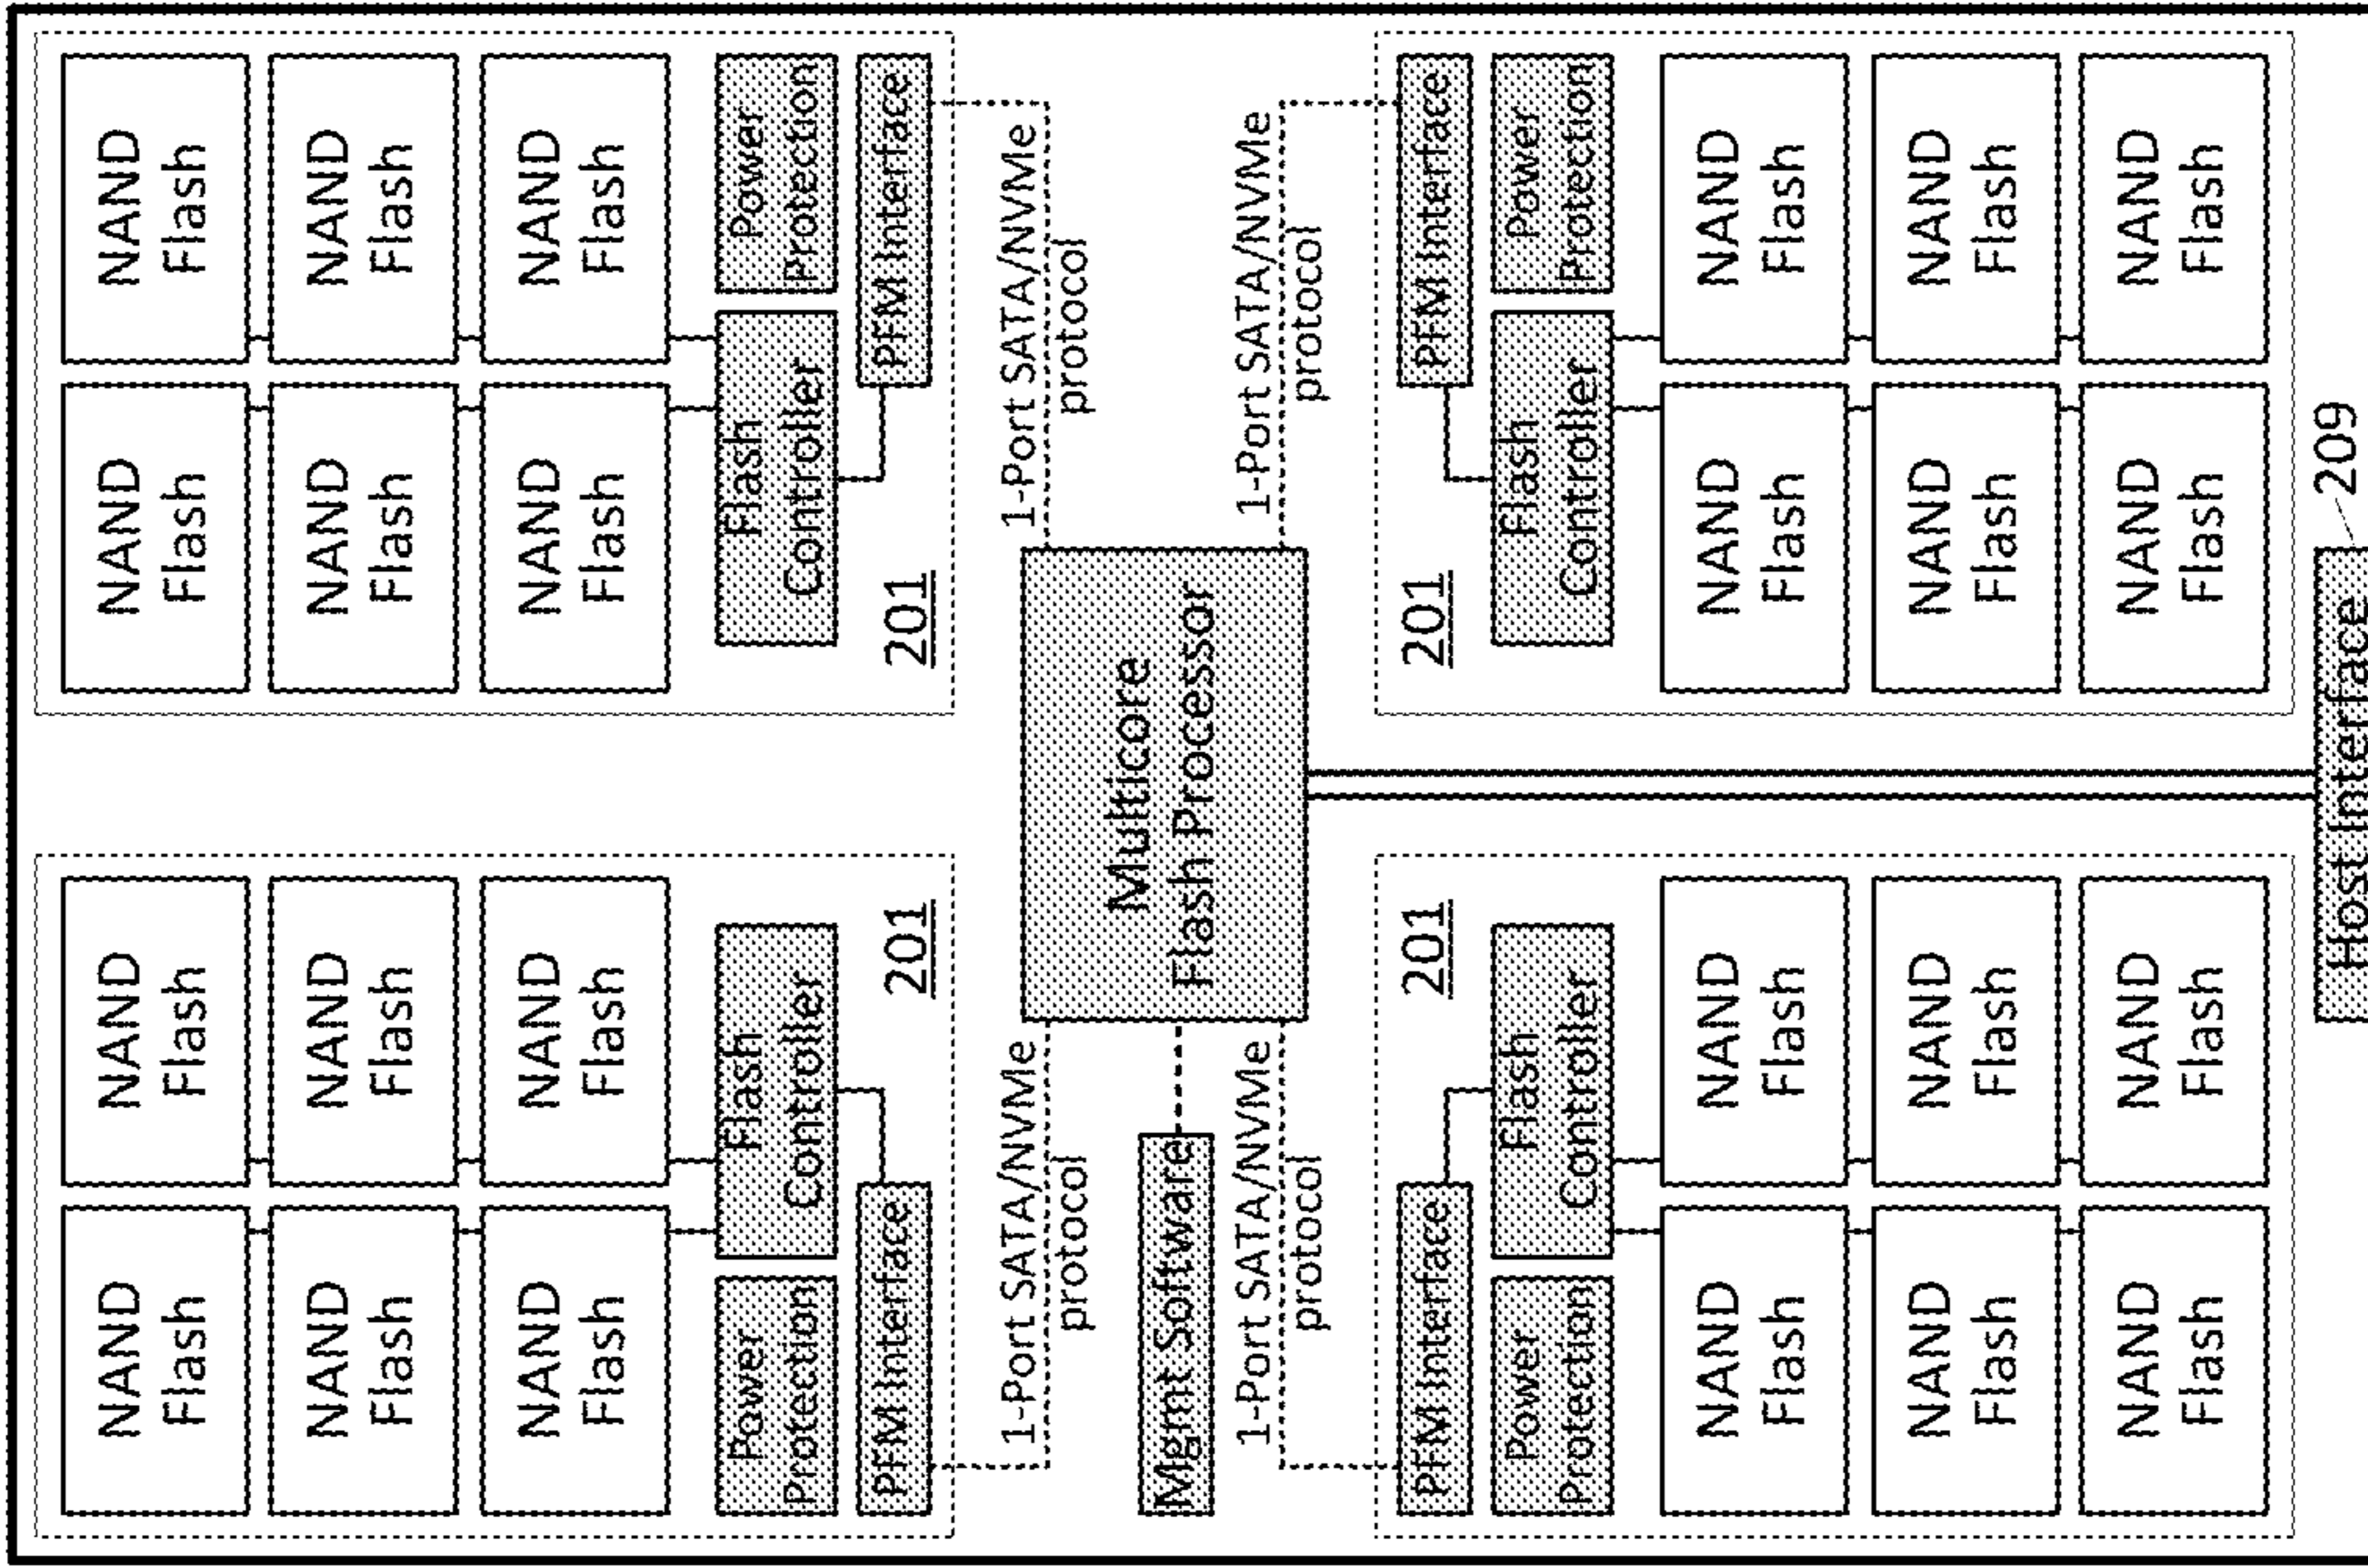 NAND
Flash
NAND
Flash
NAND
Flash
NAND
Flash
NAND
Flash
NAND
Flash
Power
Protection
Flash
Controller
PFM Interface
201
NAND
Flash
NAND
Flash
NAND
Flash
NAND
Flash
NAND
Flash
NAND
Flash
Flash
Controller
Power
Protection
201
PFM Interface
1-Port SATA/NVMe
protocol
1-Port SATA/NVMe
protocol
Mgmt Software
Multicore
Flash Processor
1-Port SATA/NVMe
protocol
1-Port SATA/NVMe
protocol
PFM Interface
201
Power
Protection
Flash
Controller
NAND
Flash
NAND
Flash
NAND
Flash
NAND
Flash
NAND
Flash
NAND
Flash
201
PFM Interface
Flash
Controller
Power
Protection
NAND
Flash
NAND
Flash
NAND
Flash
NAND
Flash
NAND
Flash
NAND
Flash
Host Interface
209